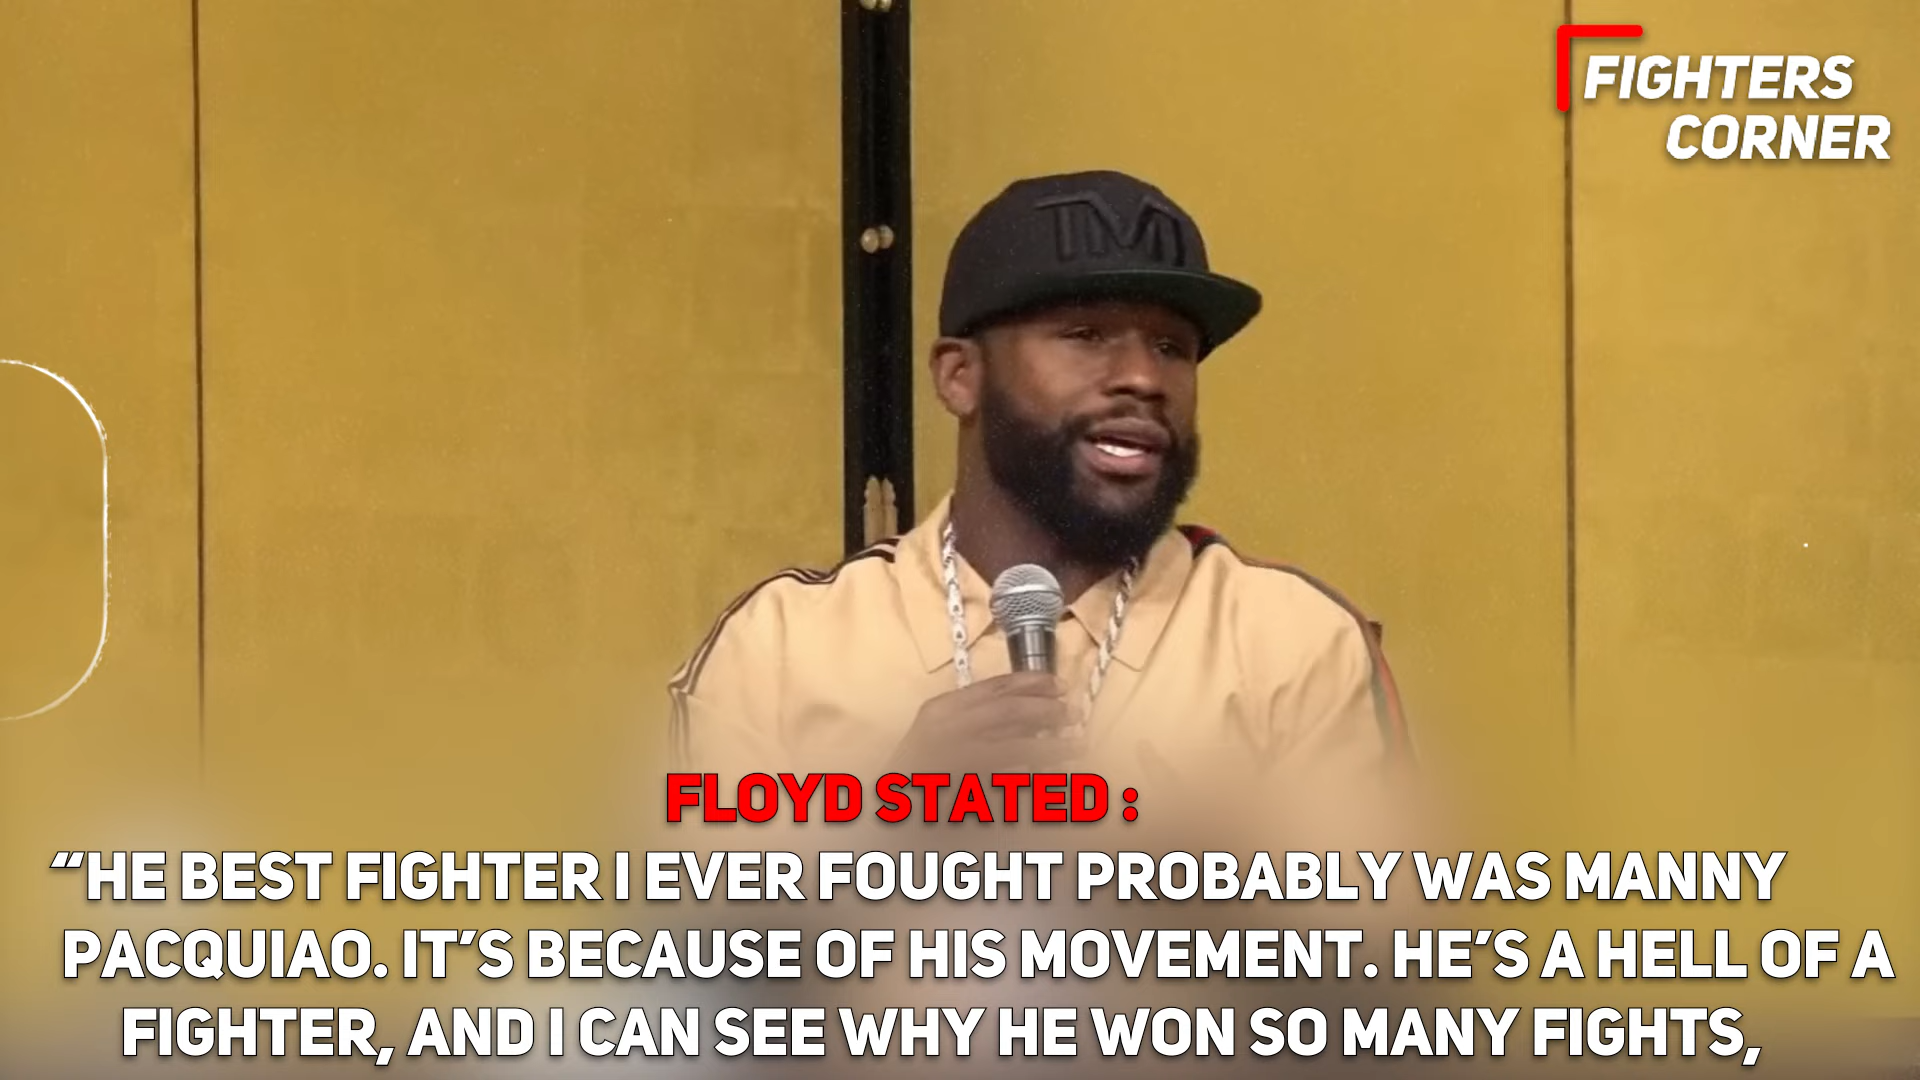 FIGHTERS
CORNER
TMT
FLOYD STATED :
“HE BEST FIGHTER I EVER FOUGHT PROBABLY WAS MANNY
PACQUIAO. IT’S BECAUSE OF HIS MOVEMENT. HE’S A HELL OF A
FIGHTER, AND I CAN SEE WHY HE WON SO MANY FIGHTS,